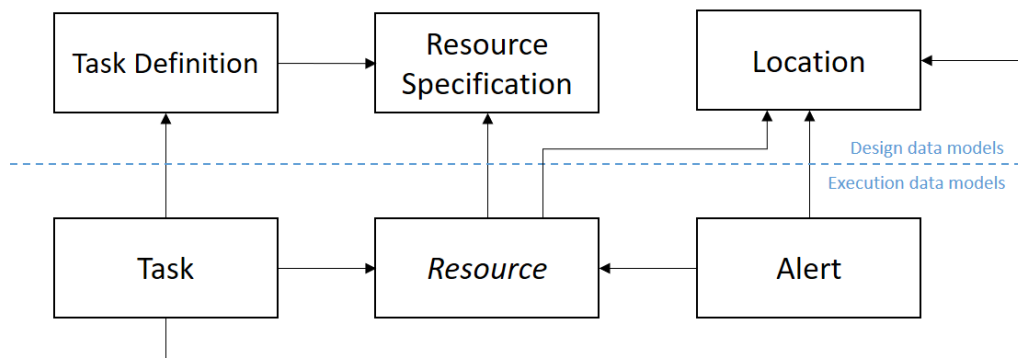 Task Definition
Resource
Specification
Location
Design data models
Execution data models
Task
Resource
Alert